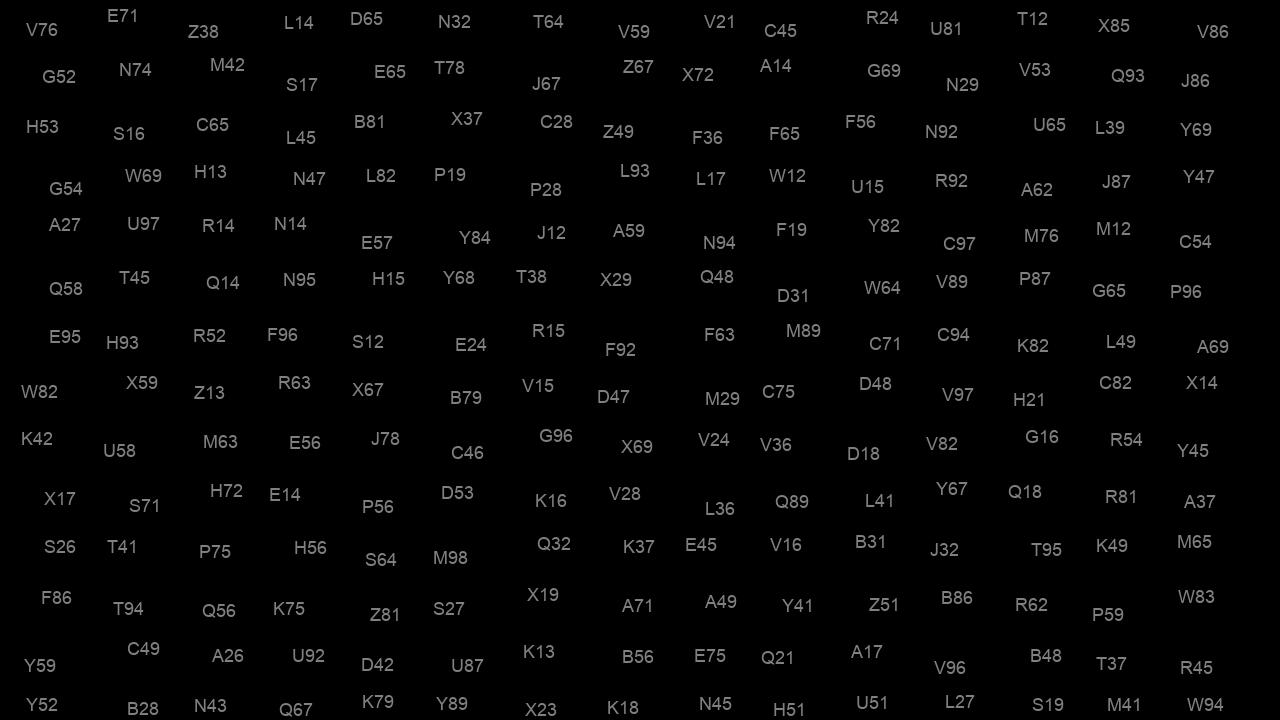 V76 E71 Z38 L14 D65 N32 T64 V59 V21 C45 R24 U81 T12 X85 V86
G52 N74 M42 S17 E65 T78 J67 Z67 X72 A14 G69 N29 V53 Q93 J86
H53 S16 C65 L45 B81 X37 C28 Z49 F36 F65 F56 N92 U65 L39 Y69
G54 W69 H13 N47 L82 P19 P28 L93 L17 W12 U15 R92 A62 J87 Y47
A27 U97 R14 N14 E57 Y84 J12 A59 N94 F19 Y82 C97 M76 M12 C54
Q58 T45 Q14 N95 H15 Y68 T38 X29 Q48 D31 W64 V89 P87 G65 P96
E95 H93 R52 F96 S12 E24 R15 F92 F63 M89 C71 C94 K82 L49 A69
W82 X59 Z13 R63 X67 B79 V15 D47 M29 C75 D48 V97 H21 C82 X14
K42 U58 M63 E56 J78 C46 G96 X69 V24 V36 D18 V82 G16 R54 Y45
X17 S71 H72 E14 P56 D53 K16 V28 L36 Q89 L41 Y67 Q18 R81 A37
S26 T41 P75 H56 S64 M98 Q32 K37 E45 V16 B31 J32 T95 K49 M65
F86 T94 Q56 K75 Z81 S27 X19 A71 A49 Y41 Z51 B86 R62 P59 W83
Y59 C49 A26 U92 D42 U87 K13 B56 E75 Q21 A17 V96 B48 T37 R45
Y52 B28 N43 Q67 K79 Y89 X23 K18 N45 H51 U51 L27 S19 M41 W94